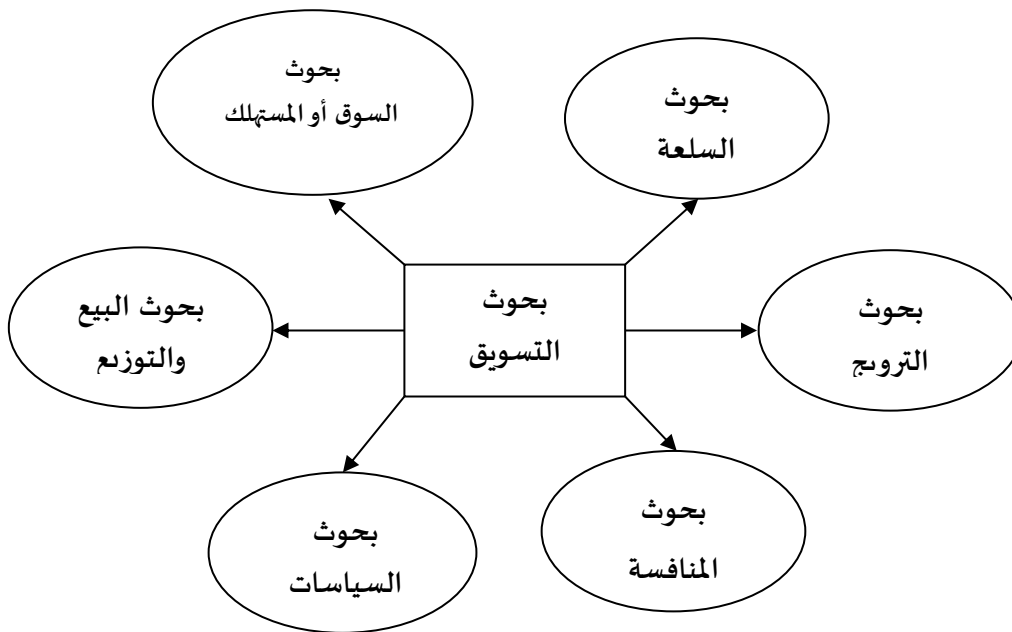 بحوث
السلعة
بحوث
السوق أو المستهلك
بحوث
الترويج
بحوث
التسويق
بحوث البيع
والتوزيع
بحوث
المنافسة
بحوث
السياسات